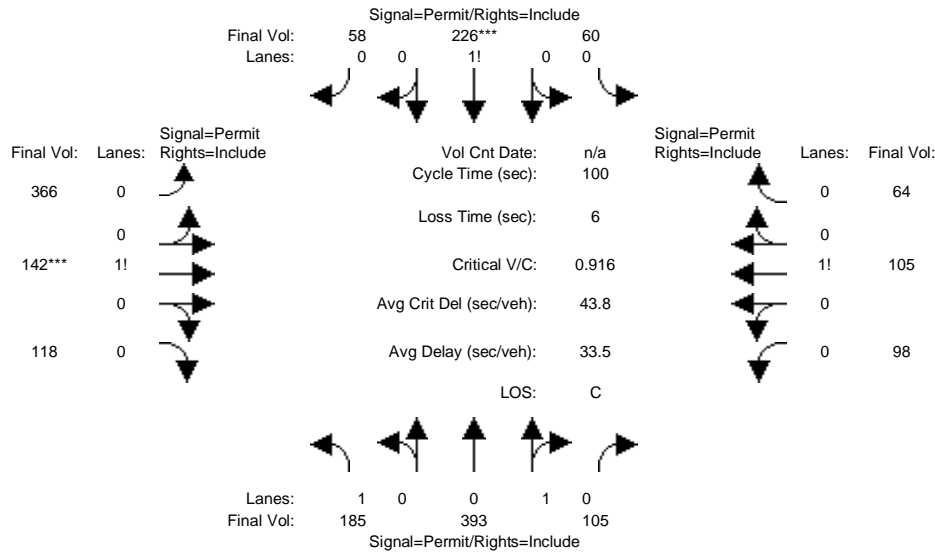 Signal=Permit/Rights=Include
Final Vol: 58 226*** 60
Lanes: 0 0 1! 0 0
Signal=Permit
Final Vol: Lanes: Rights=Include
Vol Cnt Date: n/a
Signal=Permit
Rights=Include Lanes: Final Vol:
Cycle Time (sec): 100
366 0
0 64
Loss Time (sec): 6
0
0
142*** 1!
Critical V/C: 0.916
1! 105
0
Avg Crit Del (sec/veh): 43.8
0
118 0
Avg Delay (sec/veh): 33.5
0 98
LOS: C
Lanes: 1 0 0 1 0
Final Vol: 185 393 105
Signal=Permit/Rights=Include